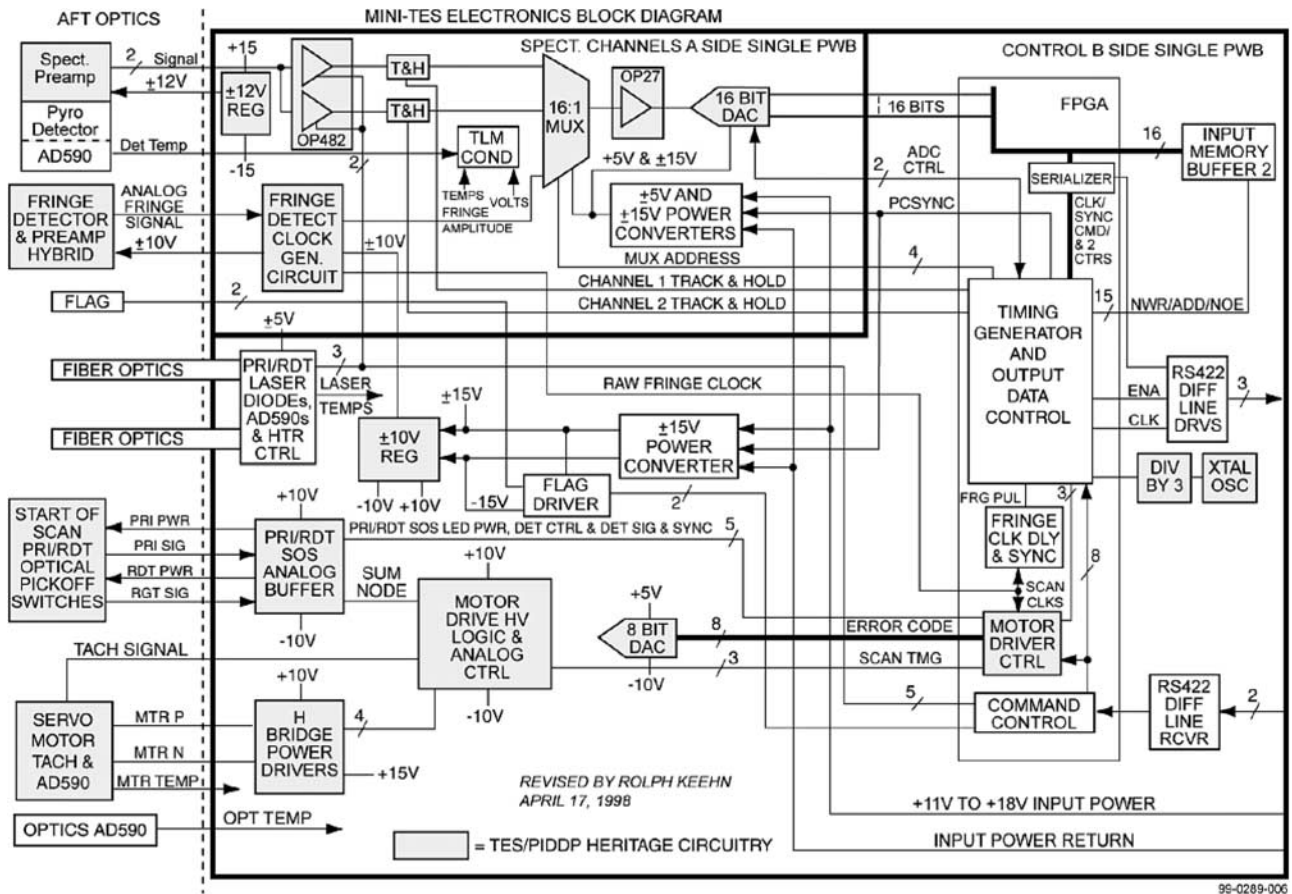 AFT OPTICS
MINI-TES ELECTRONICS BLOCK DIAGRAM
SPECT. CHANNELS A SIDE SINGLE PWB
CONTROL B SIDE SINGLE PWB
Spect.
Preamp
2
Signal
±12V
Pyro
Detector
AD590
Det Temp
+15
±12V
REG
-15
OP482
2
T&H
T&H
TLM
COND
TEMPS
VOLTS
FRINGE
AMPLITUDE
16:1
MUX
OP27
16 BIT
DAC
+5V & ±15V
±5V AND
±15V POWER
CONVERTERS
16 BITS
2
ADC
CTRL
PCSYNC
FPGA
16
INPUT
MEMORY
BUFFER 2
SERIALIZER
CLK/
SYNC
CMD/
& 2
CTRS
FRINGE
DETECTOR
& PREAMP
HYBRID
ANALOG
FRINGE
SIGNAL
±10V
FRINGE
DETECT
CLOCK
GEN.
CIRCUIT
±10V
MUX ADDRESS
4
CHANNEL 1 TRACK & HOLD
CHANNEL 2 TRACK & HOLD
FLAG
2
15
NWR/ADD/NOE
TIMING
GENERATOR
AND
OUTPUT
DATA
CONTROL
±5V
FIBER OPTICS
FIBER OPTICS
PRI/RDT
LASER
DIODEs,
AD590s
& HTR
CTRL
3
LASER
TEMPS
RAW FRINGE CLOCK
ENA
CLK
RS422
DIFF
LINE
DRVS
3
±15V
±10V
REG
-10V
+10V
-15V
±15V
POWER
CONVERTER
FLAG
DRIVER
2
DIV
BY 3
XTAL
OSC
FRG PUL
3
FRINGE
CLK DLY
& SYNC
8
SCAN
CLKS
START OF
SCAN
PRI/RDT
OPTICAL
PICKOFF
SWITCHES
PRI PWR
PRI SIG
RDT PWR
RGT SIG
+10V
PRI/RDT
SOS
ANALOG
BUFFER
-10V
PRI/RDT SOS LED PWR, DET CTRL & DET SIG & SYNC
5
SUM
NODE
+10V
MOTOR
DRIVE HV
LOGIC &
ANALOG
CTRL
-10V
+5V
8 BIT
DAC
-10V
8
ERROR CODE
3
SCAN TMG
MOTOR
DRIVER
CTRL
TACH SIGNAL
SERVO
MOTOR
TACH &
AD590
MTR P
MTR N
MTR TEMP
+10V
H
BRIDGE
POWER
DRIVERS
4
+15V
5
COMMAND
CONTROL
RS422
DIFF
LINE
RCVR
2
REVISED BY ROLPH KEEHN
APRIL 17, 1998
+11V TO +18V INPUT POWER
INPUT POWER RETURN
OPTICS AD590
OPT TEMP
= TES/PIDDP HERITAGE CIRCUITRY
99-0289-006